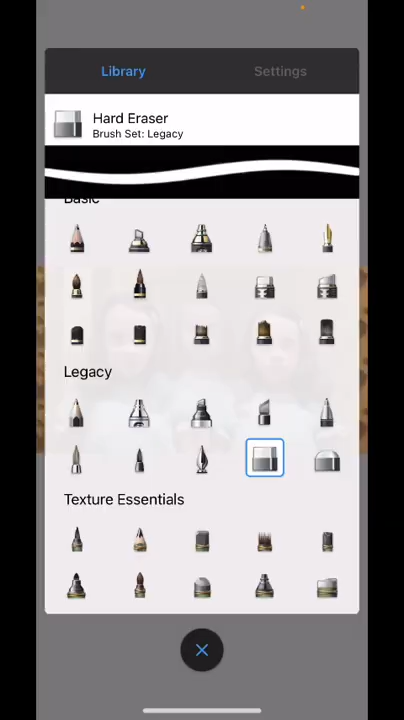 Library
Settings
Hard Eraser
Brush Set: Legacy
Basic
Legacy
Texture Essentials